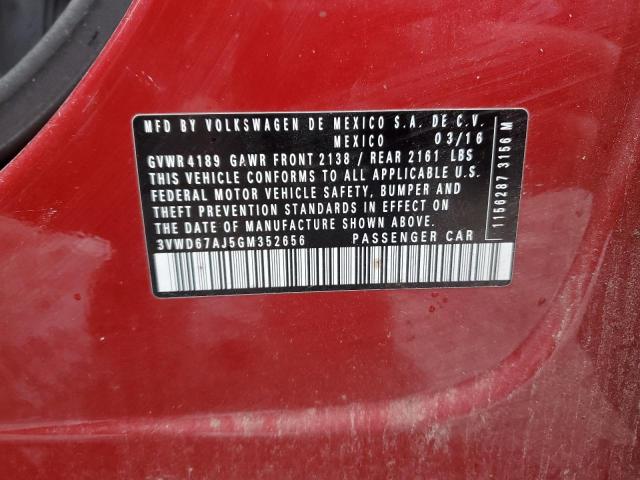 MFD BY VOLKSWAGEN DE MEXICO S.A. DE C.V.
MEXICO 03/16
GVWR 4189 GAWR FRONT 2138 / REAR 2161 LBS
THIS VEHICLE CONFORMS TO ALL APPLICABLE U.S.
FEDERAL MOTOR VEHICLE SAFETY, BUMPER AND
THEFT PREVENTION STANDARDS IN EFFECT ON
THE DATE OF MANUFACTURE SHOWN ABOVE.
3VWD67AJ5GM352656 PASSENGER CAR
1156287 3156 M